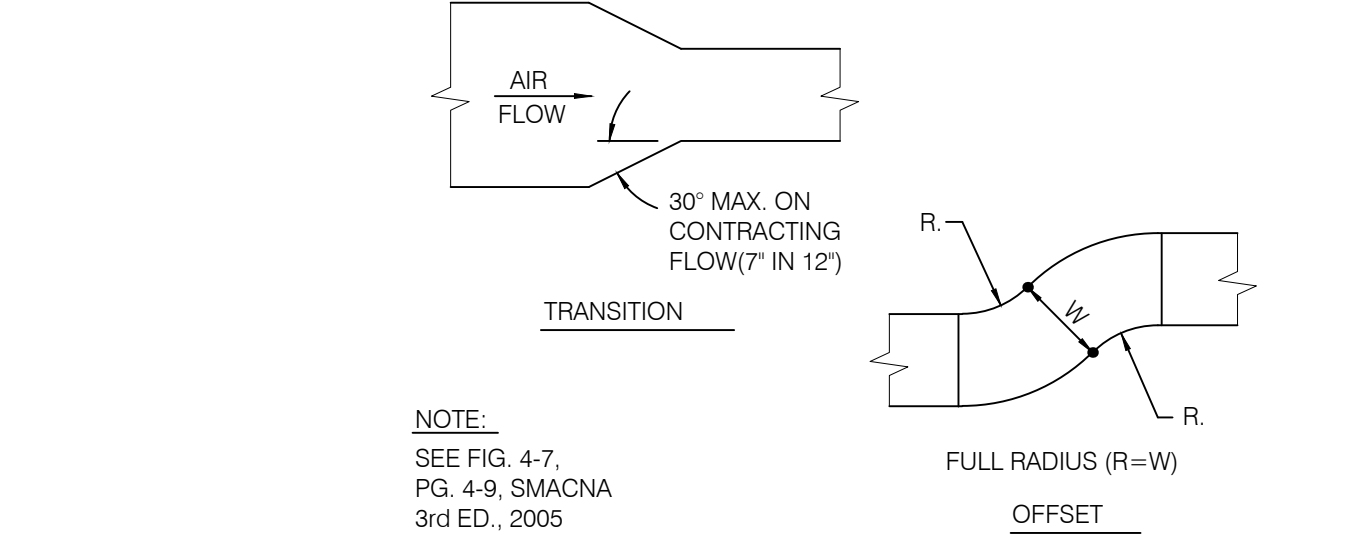 AIR
FLOW
30° MAX. ON
CONTRACTING
FLOW(7" IN 12")
TRANSITION
R.
W
R.
FULL RADIUS (R=W)
OFFSET
NOTE:
SEE FIG. 4-7,
PG. 4-9, SMACNA
3rd ED., 2005